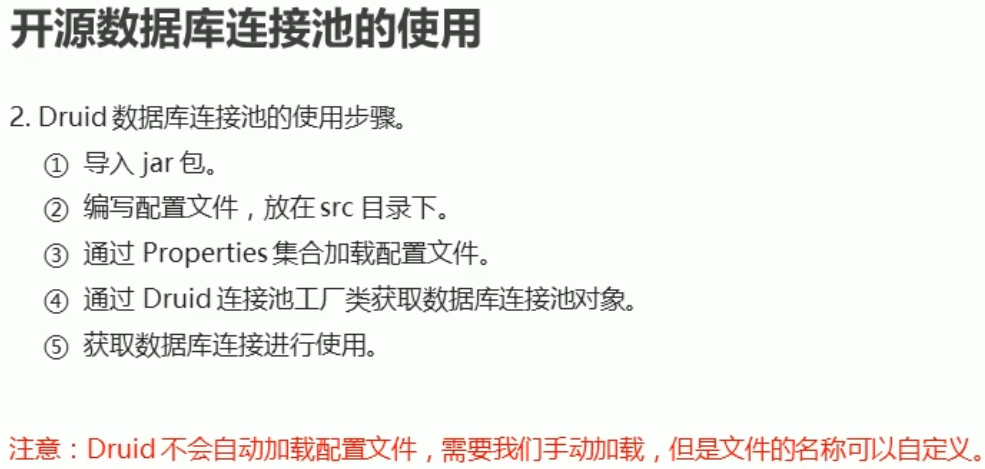 开源数据库连接池的使用
2. Druid 数据库连接池的使用步骤。
① 导入 jar 包。
② 编写配置文件，放在 src 目录下。
③ 通过 Properties 集合加载配置文件。
④ 通过 Druid 连接池工厂类获取数据库连接池对象。
⑤ 获取数据库连接进行使用。
注意：Druid 不会自动加载配置文件，需要我们手动加载，但是文件的名称可以自定义。